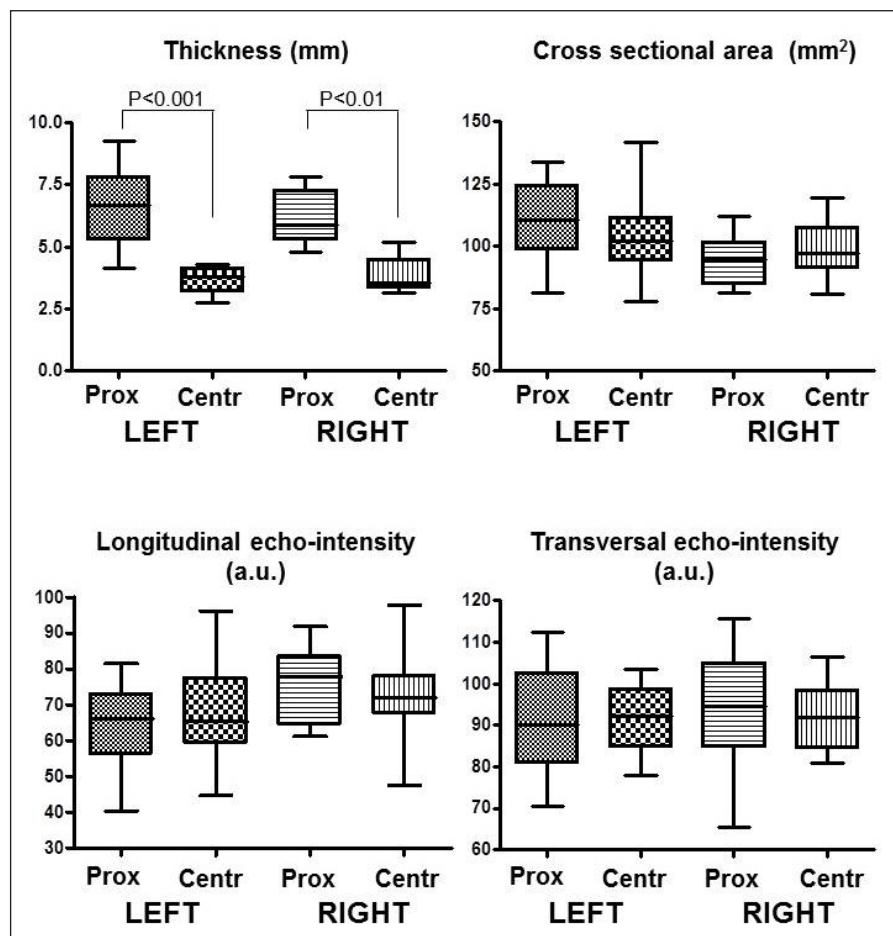 Thickness (mm)
P<0.001
P<0.01
10.0
7.5
5.0
2.5
0.0
Prox Centr Prox Centr
LEFT RIGHT
Cross sectional area (mm²)
150
125
100
75
50
Prox Centr Prox Centr
LEFT RIGHT
Longitudinal echo-intensity
(a.u.)
100
90
80
70
60
50
40
30
Prox Centr Prox Centr
LEFT RIGHT
Transversal echo-intensity
(a.u.)
120
110
100
90
80
70
60
Prox Centr Prox Centr
LEFT RIGHT